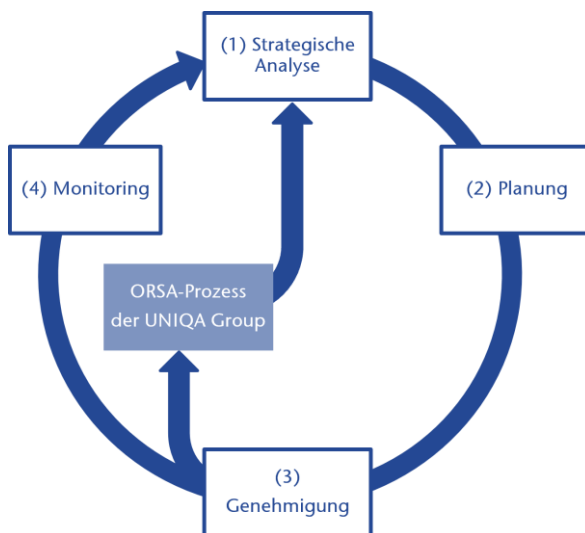 (1) Strategische
Analyse
(4) Monitoring
(2) Planung
ORSA-Prozess
der UNIQA Group
(3)
Genehmigung